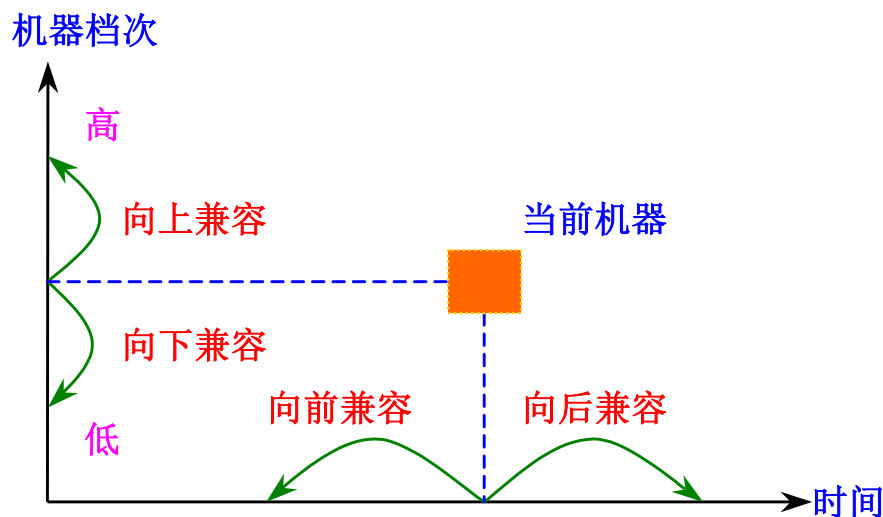 机器档次
高
向上兼容
当前机器
向下兼容
向前兼容
向后兼容
低
时间